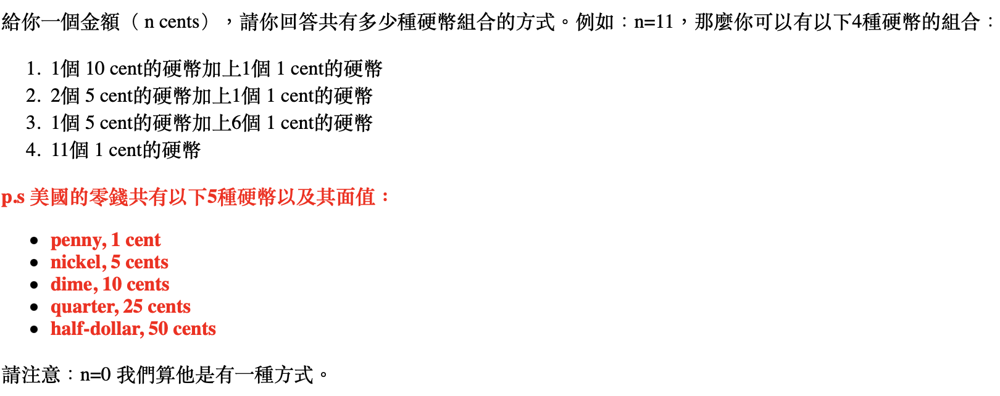 給你一個金額（ n cents），請你回答共有多少種硬幣組合的方式。例如：n=11，那麼你可以有以下4種硬幣的組合：
1. 1個 10 cent的硬幣加上1個 1 cent的硬幣
2. 2個 5 cent的硬幣加上1個 1 cent的硬幣
3. 1個 5 cent的硬幣加上6個 1 cent的硬幣
4. 11個 1 cent的硬幣
p.s 美國的零錢共有以下5種硬幣以及其面值：
• penny, 1 cent
• nickel, 5 cents
• dime, 10 cents
• quarter, 25 cents
• half-dollar, 50 cents
請注意：n=0 我們算他是有一種方式。